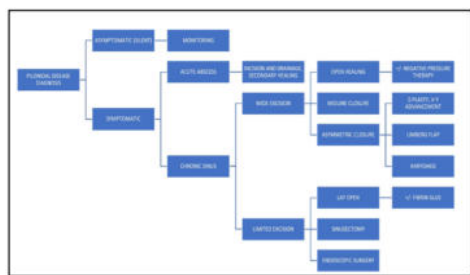 PILONIDAL DISEASE
DIAGNOSIS
ASYMPTOMATIC (SILENT)
MONITORING
SYMPTOMATIC
ACUTE ABSCESS
INCISION AND DRAINAGE,
SECONDARY HEALING
CHRONIC SINUS
WIDE EXCISION
OPEN HEALING
+/- NEGATIVE PRESSURE
THERAPY
MIDLINE CLOSURE
ASYMMETRIC CLOSURE
Z-PLASTY, V-Y
ADVANCEMENT
LIMBERG FLAP
KARYDAKIS
LIMITED EXCISION
LAY OPEN
+/- FIBRIN GLUE
SINUSECTOMY
ENDOSCOPIC SURGERY